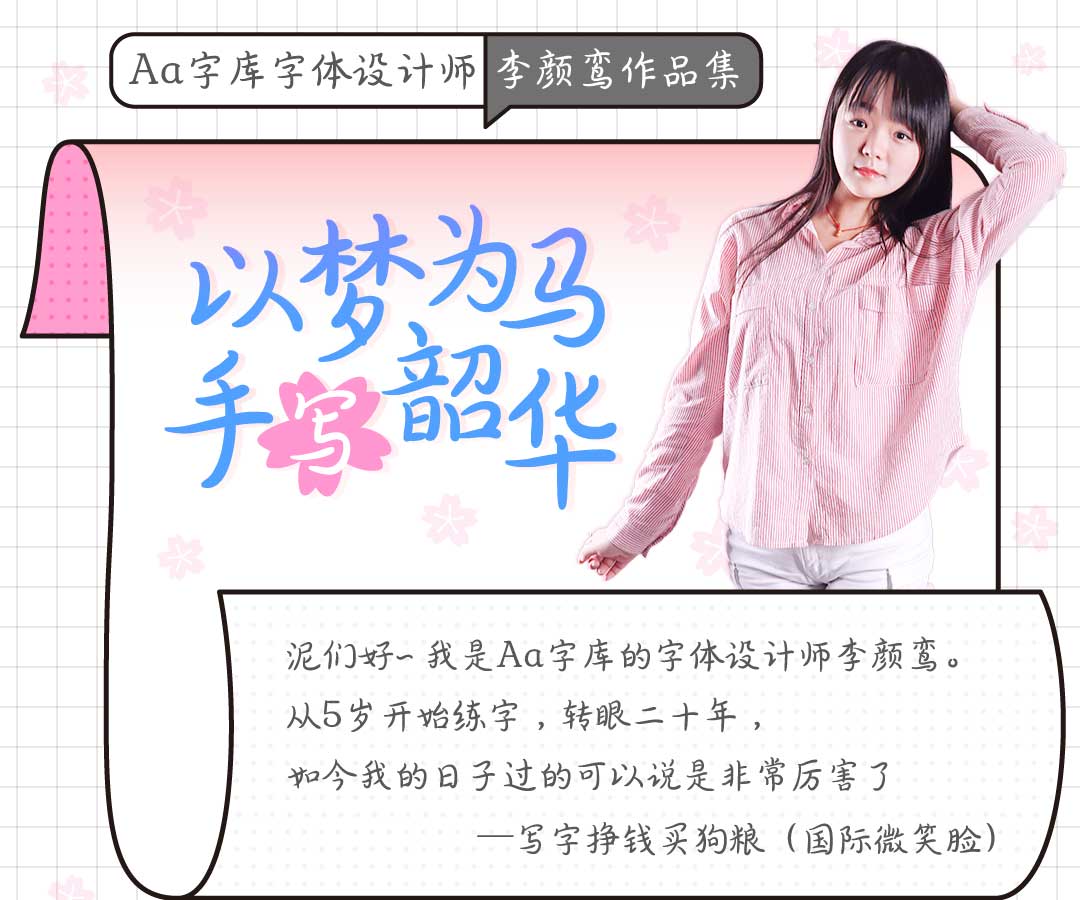 Aa字库字体设计师 李颜鸾作品集
以梦为马
手写韶华
泥们好~我是Aa字库的字体设计师李颜鸾。
从5岁开始练字，转眼二十年，
如今我的日子过的可以说是非常厉害了
—写字挣钱买狗粮（国际微笑脸）